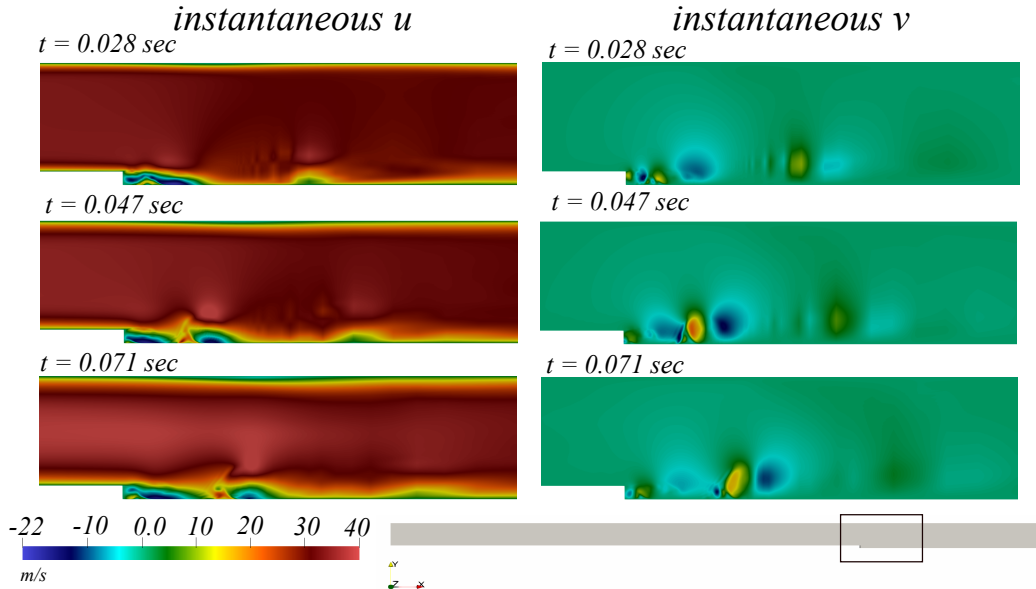 instantaneous u
instantaneous v
t = 0.028 sec
t = 0.028 sec
t = 0.047 sec
t = 0.047 sec
t = 0.071 sec
t = 0.071 sec
-22 -10 0.0 10 20 30 40
m/s
Y
Z X